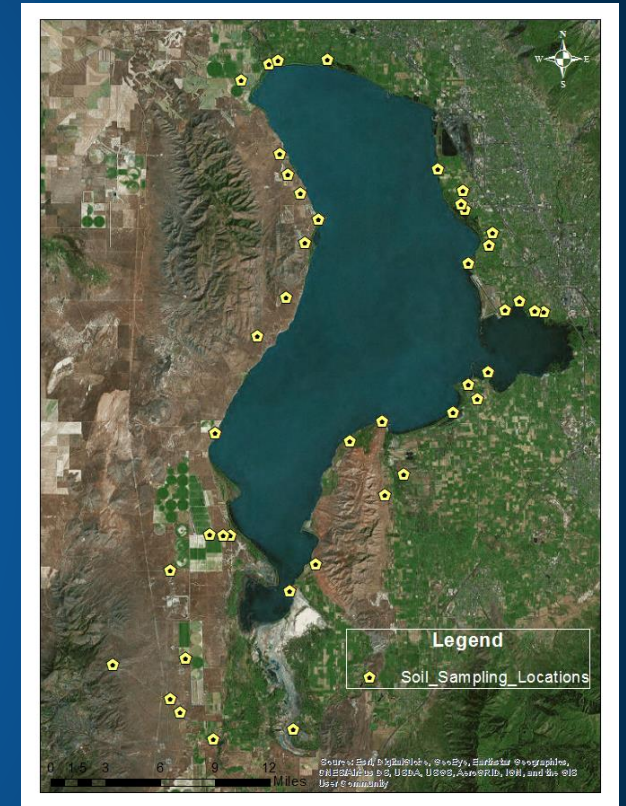 N
W E
S
Legend
Soil_Sampling_Locations
0 1.5 3 6 9 12
Miles
Source: Esri, DigitalGlobe, GeoEye, Earthstar Geographics,
CNES/Airbus DS, USDA, USGS, AeroGRID, IGN, and the GIS
User Community